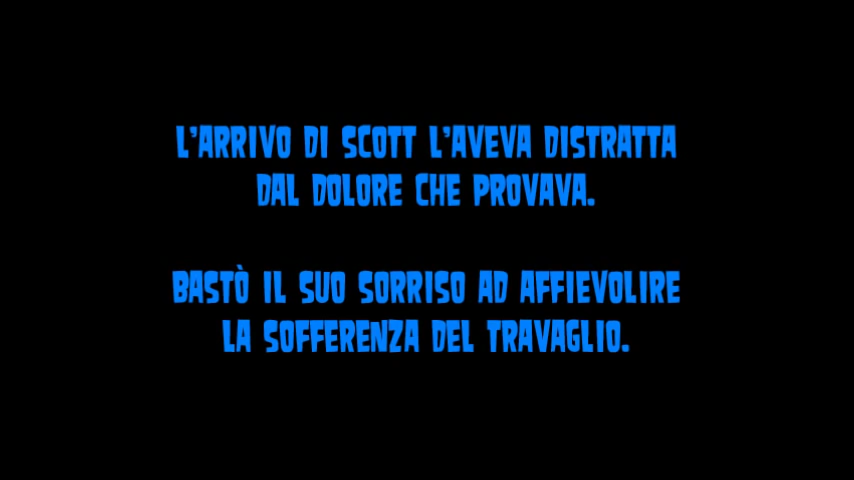 L'ARRIVO DI SCOTT L'AVEVA DISTRATTA
DAL DOLORE CHE PROVAVA.
BASTÒ IL SUO SORRISO AD AFFIEVOLIRE
LA SOFFERENZA DEL TRAVAGLIO.